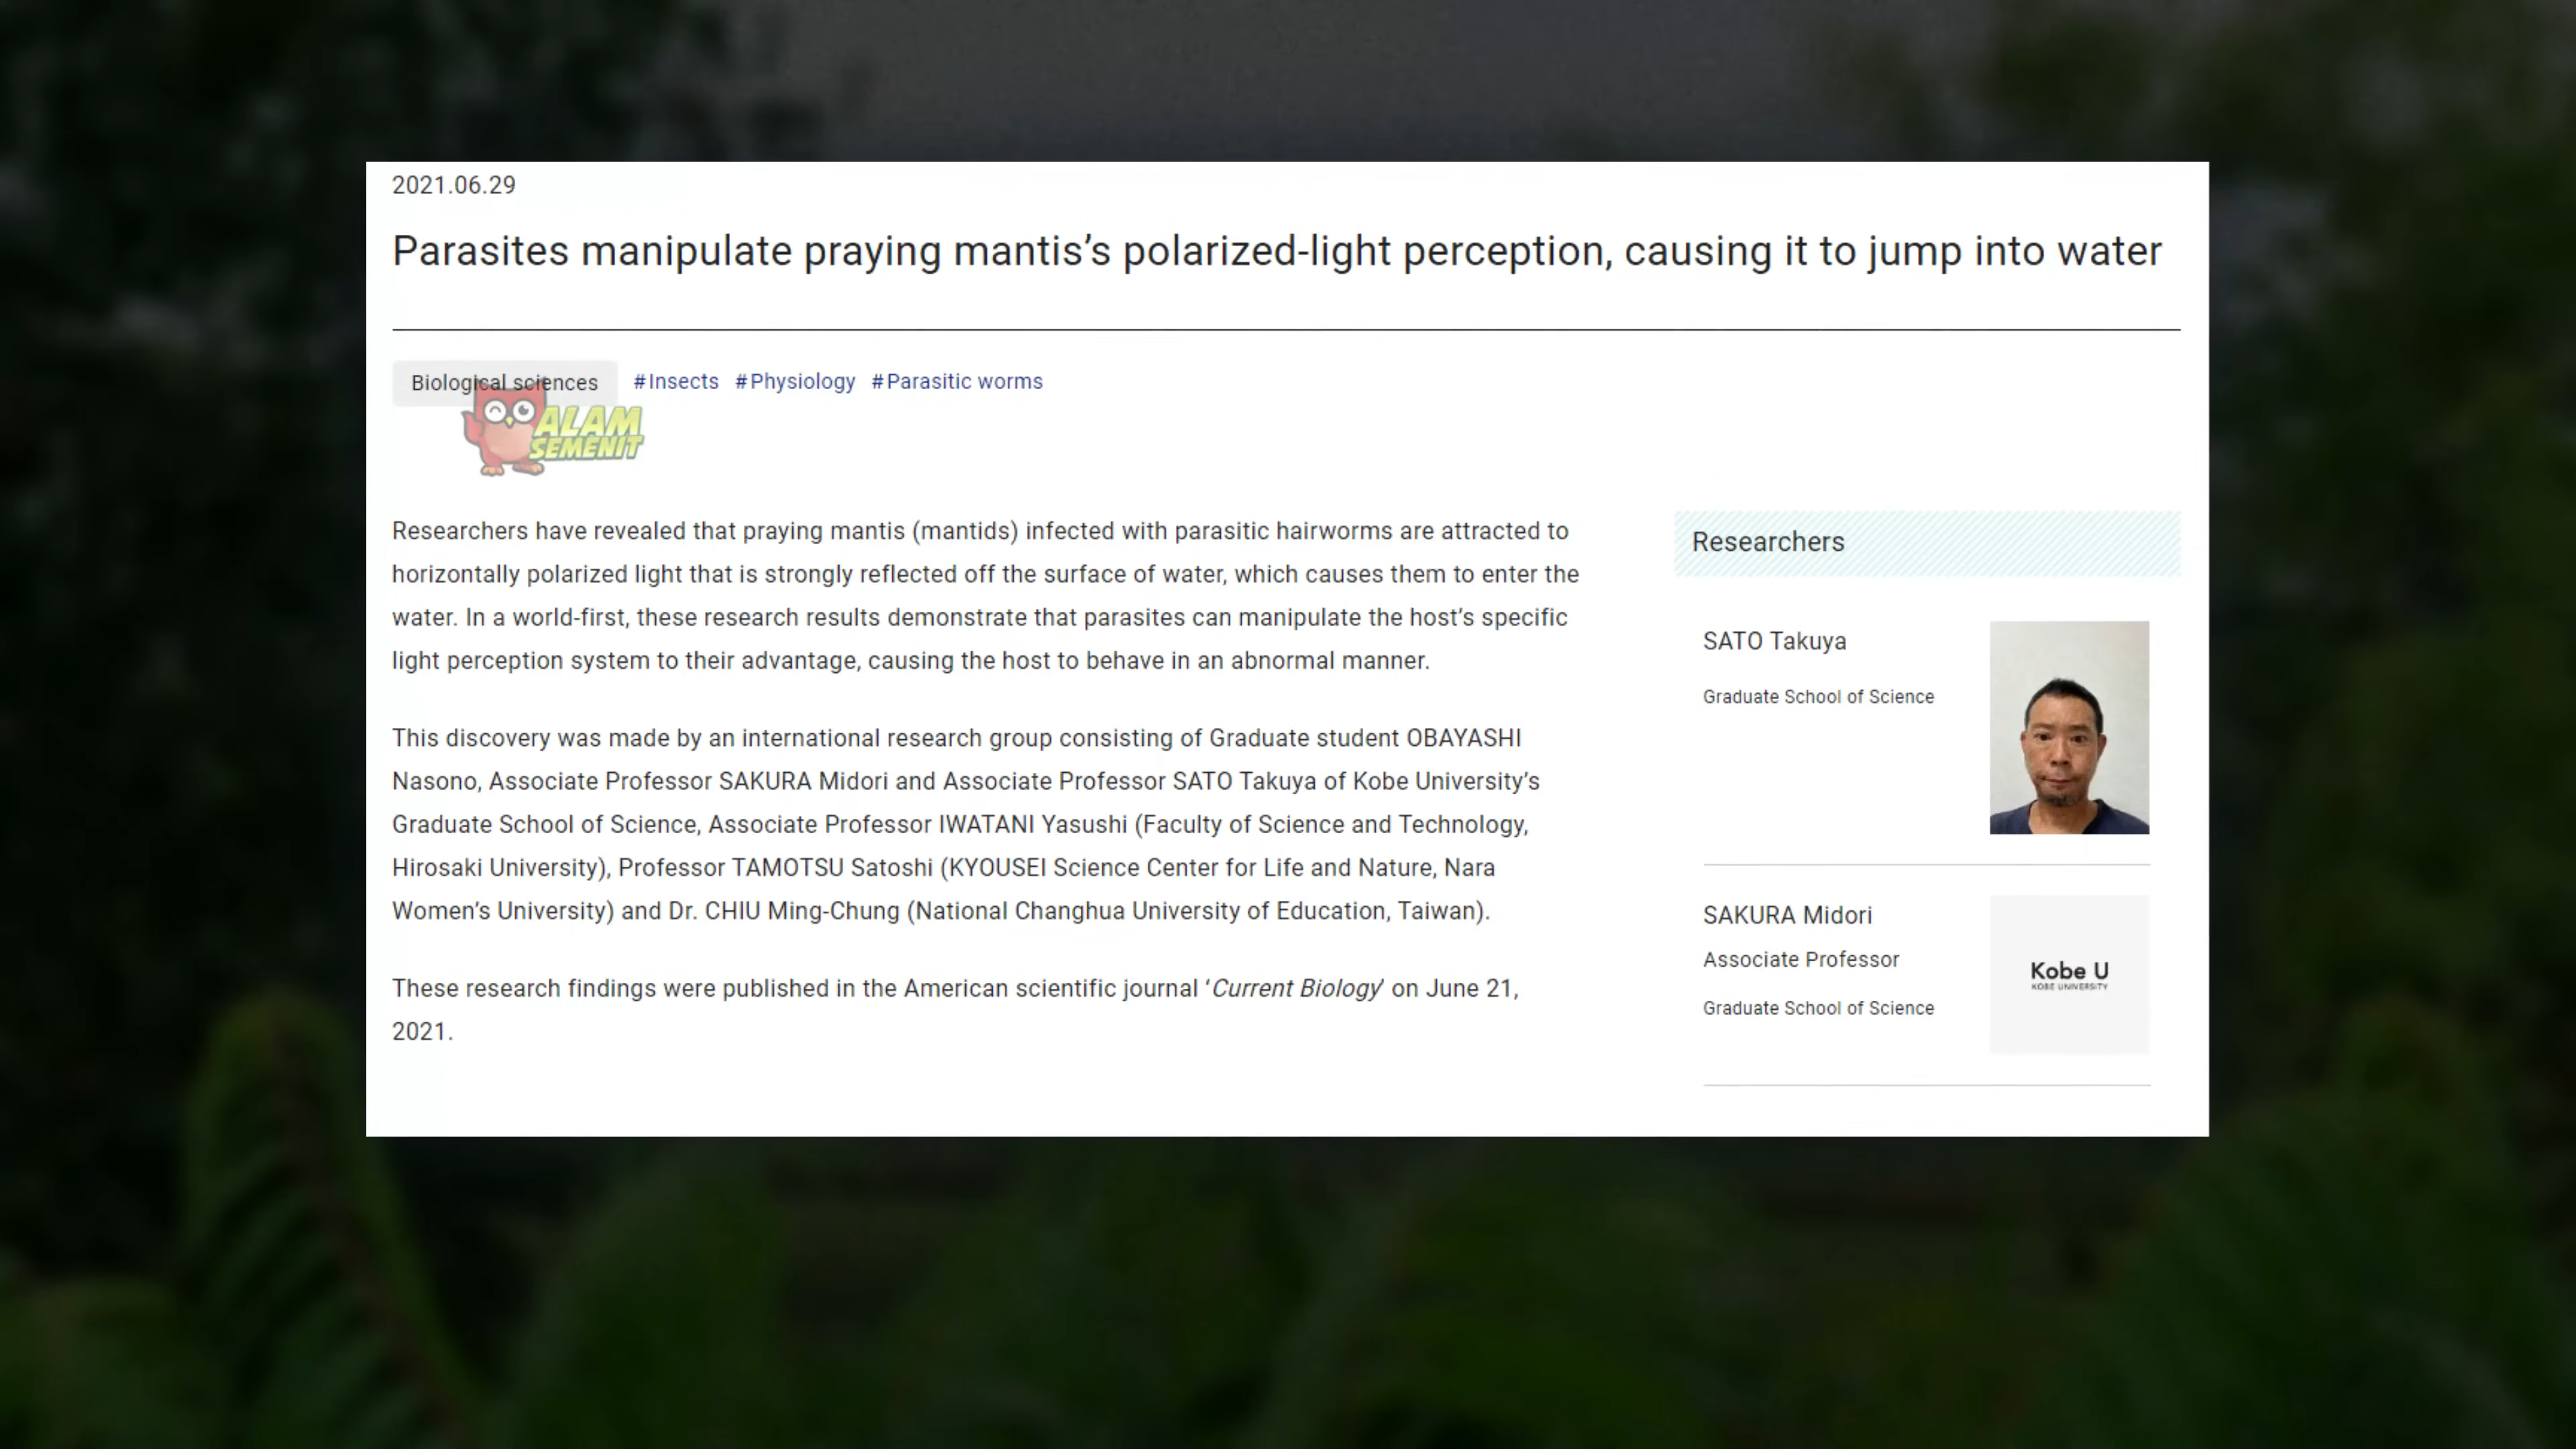 2021.06.29
Parasites manipulate praying mantis’s polarized-light perception, causing it to jump into water
Biological sciences #Insects #Physiology #Parasitic worms
ALAM
SEMENIT
Researchers have revealed that praying mantis (mantids) infected with parasitic hairworms are attracted to
horizontally polarized light that is strongly reflected off the surface of water, which causes them to enter the
water. In a world-first, these research results demonstrate that parasites can manipulate the host’s specific
light perception system to their advantage, causing the host to behave in an abnormal manner.
This discovery was made by an international research group consisting of Graduate student OBAYASHI
Nasono, Associate Professor SAKURA Midori and Associate Professor SATO Takuya of Kobe University’s
Graduate School of Science, Associate Professor IWATANI Yasushi (Faculty of Science and Technology,
Hirosaki University), Professor TAMOTSU Satoshi (KYOUSEI Science Center for Life and Nature, Nara
Women’s University) and Dr. CHIU Ming-Chung (National Changhua University of Education, Taiwan).
These research findings were published in the American scientific journal ‘Current Biology’ on June 21,
2021.
Researchers
SATO Takuya
Graduate School of Science
SAKURA Midori
Associate Professor
Graduate School of Science
Kobe U
KOBE UNIVERSITY